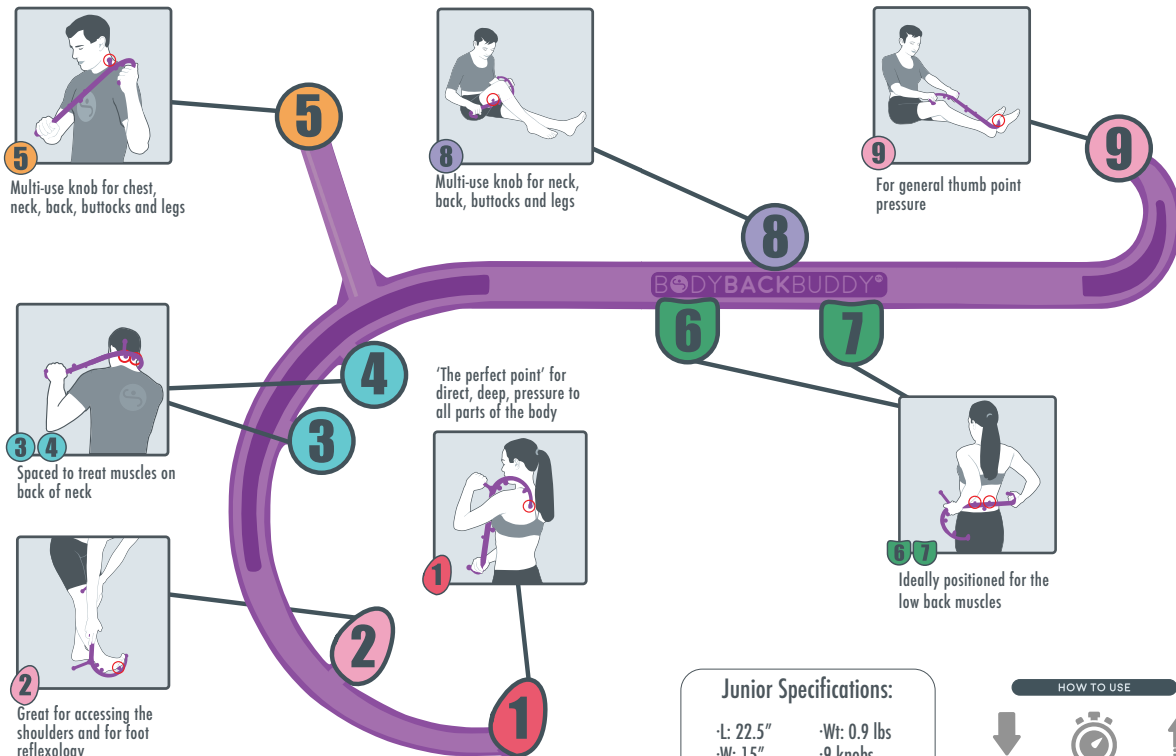 5
5
Multi-use knob for chest,
neck, back, buttocks and legs
8
Multi-use knob for neck,
back, buttocks and legs
8
9
For general thumb point
pressure
9
BODYBACKBUDDY
6
7
4
3
3 4
Spaced to treat muscles on
back of neck
'The perfect point' for
direct, deep, pressure to
all parts of the body
1
6 7
Ideally positioned for the
low back muscles
2
2
Great for accessing the
shoulders and for foot
reflexology
1
Junior Specifications:
·L: 22.5" ·Wt: 0.9 lbs
·W: 15" ·9 knobs
HOW TO USE